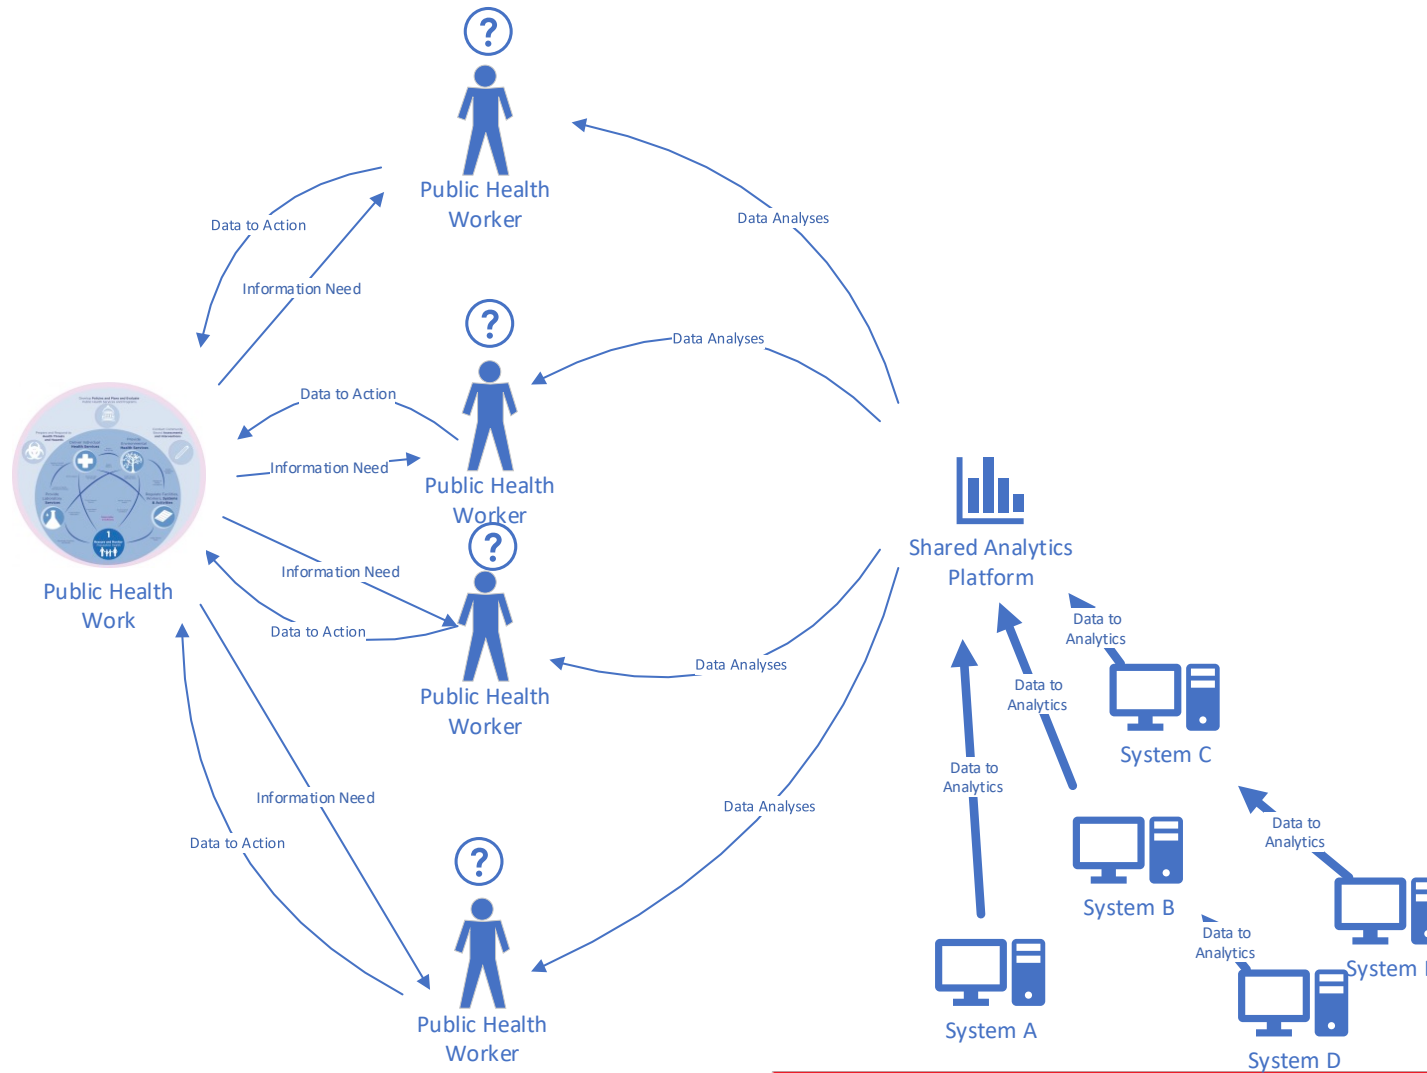 ?
Public Health
Worker
Data to Action
Information Need
Data Analyses
?
Data Analyses
Data to Action
Information Need
Public Health
Worker
?
Information Need
Data to Action
Public Health
Worker
Data Analyses
Public Health
Work
1
Shared Analytics
Platform
Data to
Analytics
System C
Data to
Analytics
System B
Data to
Analytics
System A
Data to
Analytics
Data to
Analytics
System D
System
Information Need
Data to Action
Data Analyses
?
Public Health
Worker